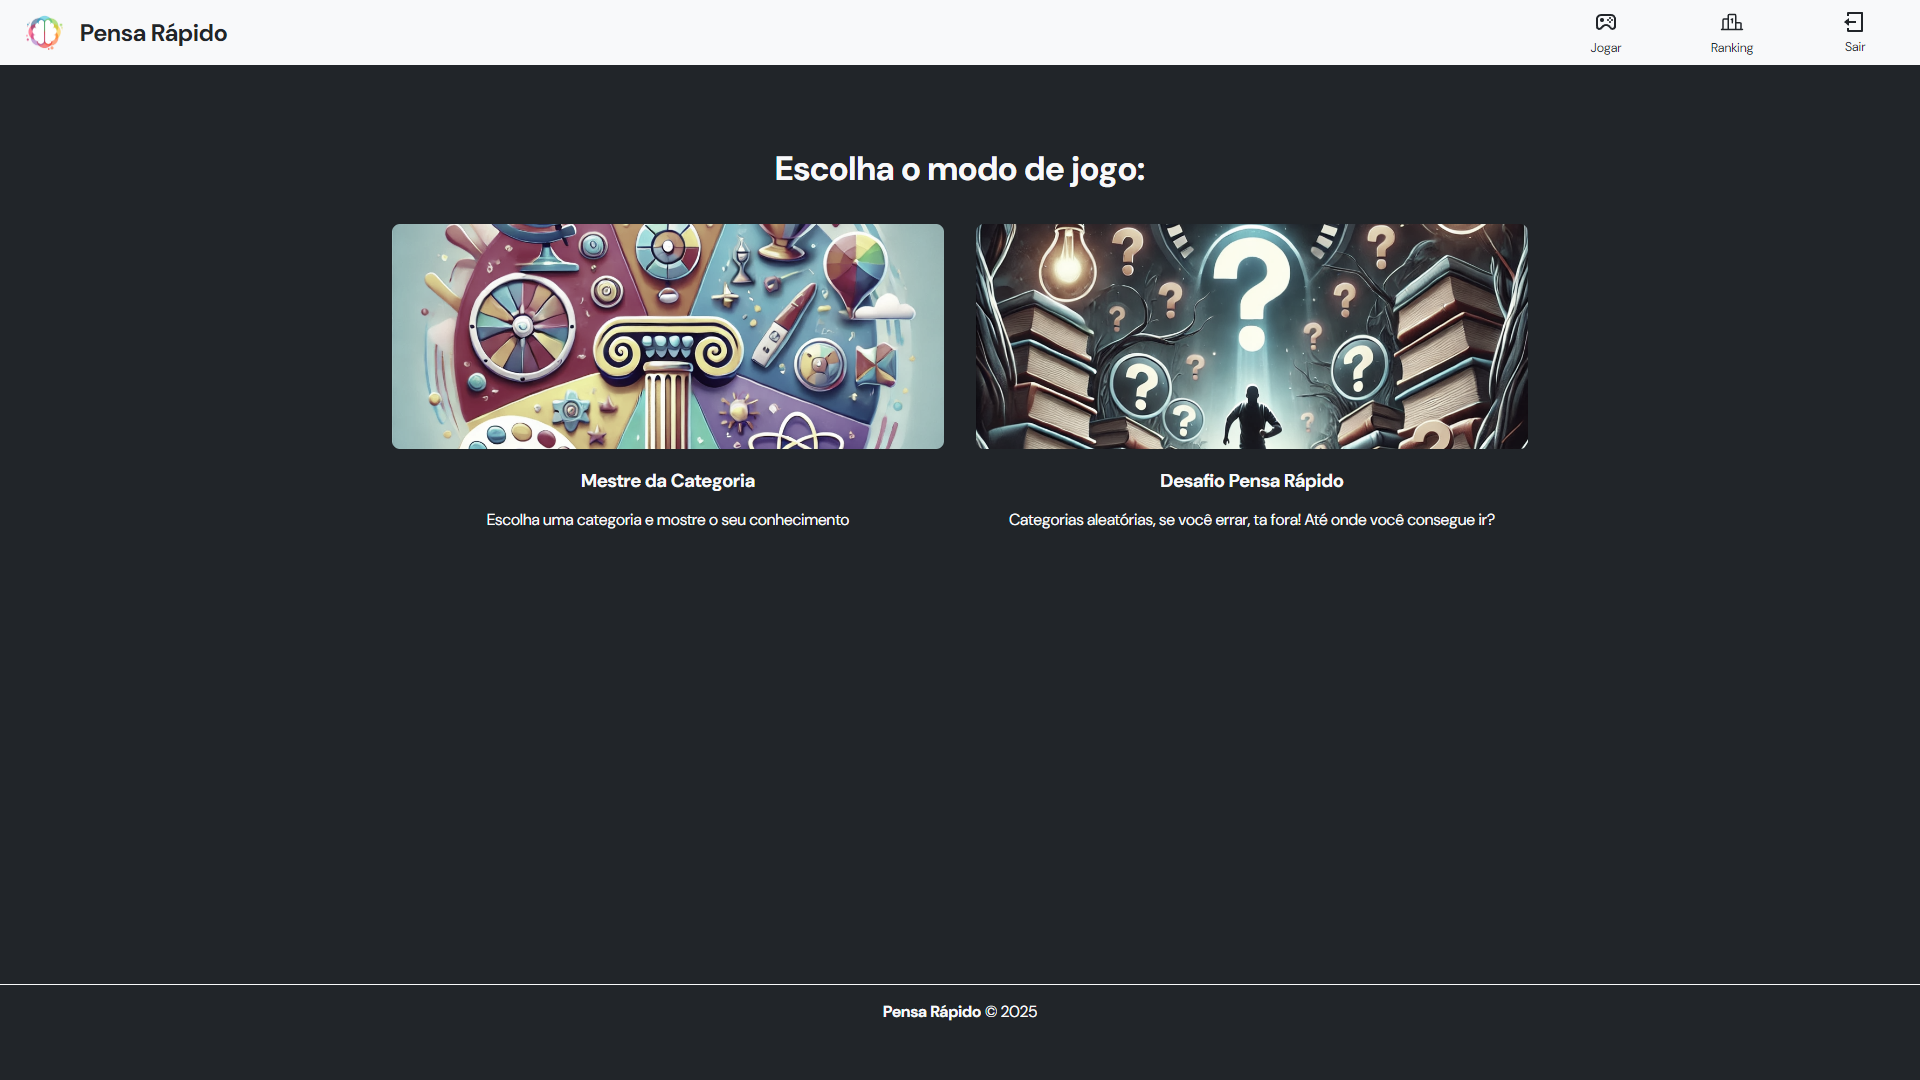 Pensa Rápido
Jogar
Ranking
Sair
Escolha o modo de jogo:
Mestre da Categoria
Escolha uma categoria e mostre o seu conhecimento
Desafio Pensa Rápido
Categorias aleatórias, se você errar, ta fora! Até onde você consegue ir?
Pensa Rápido © 2025